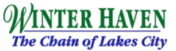 WINTER HAVEN
The Chain of Lakes City